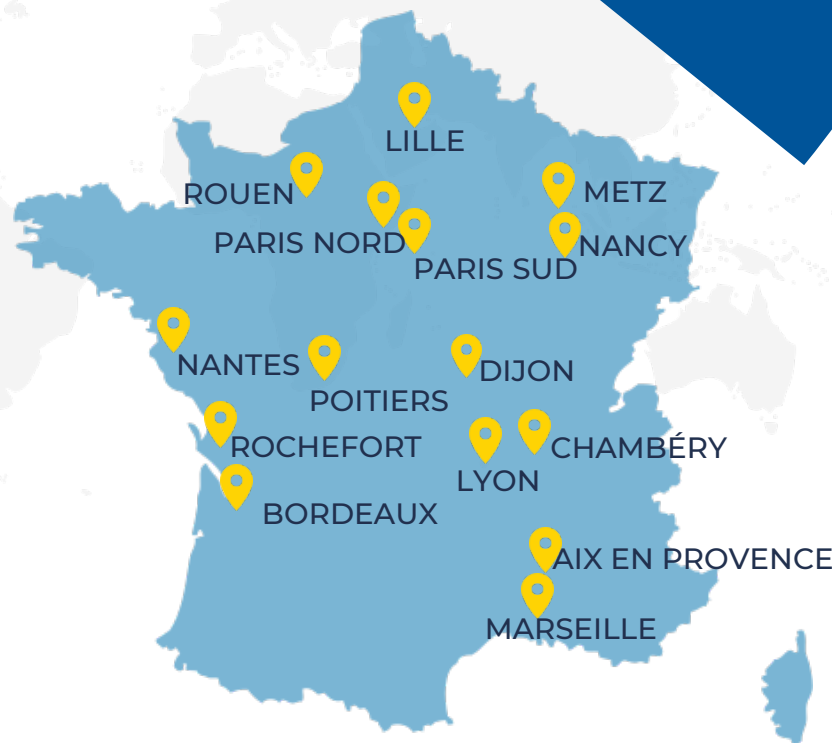 LILLE
ROUEN
METZ
PARIS NORD
NANCY
PARIS SUD
NANTES
DIJON
POITIERS
ROCHEFORT
CHAMBÉRY
LYON
BORDEAUX
AIX EN PROVENCE
MARSEILLE